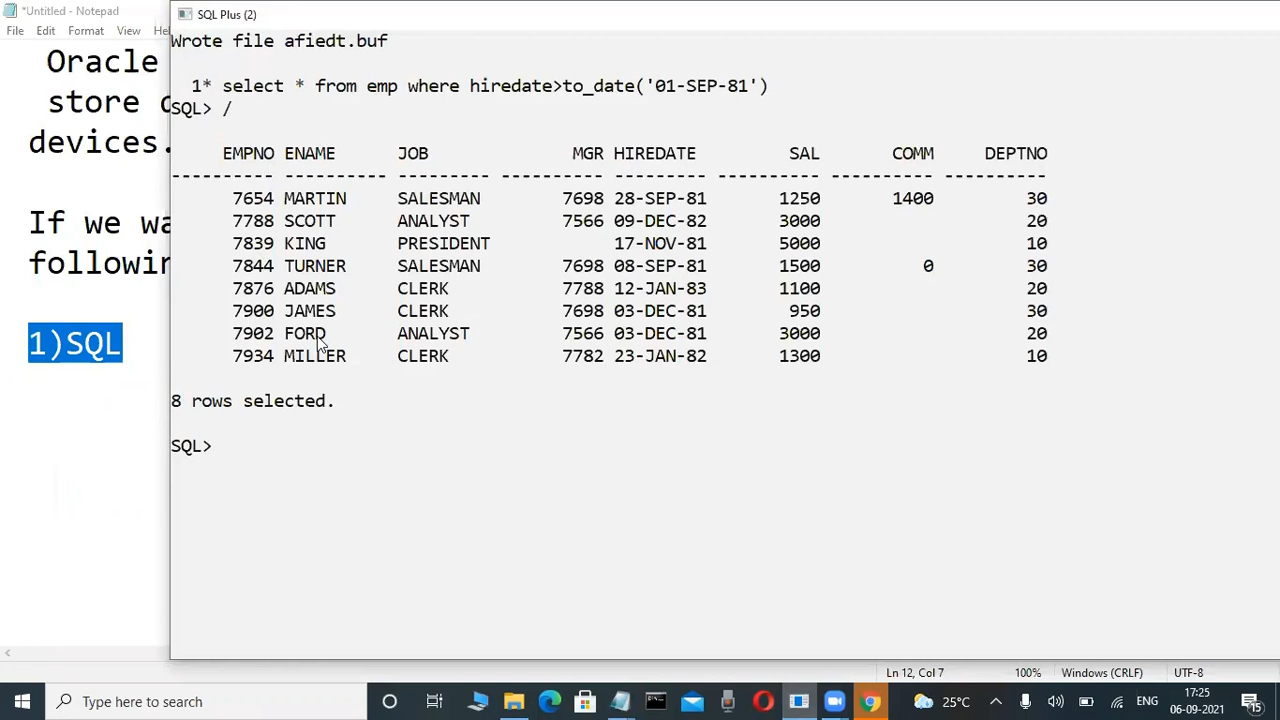 *Untitled - Notepad
File Edit Format View Hel
Oracle
store
devices.
If we wa
followin
1)SQL
SQL Plus (2)
Wrote file afiedt.buf
1* select * from emp where hiredate>to_date('01-SEP-81')
SQL> /
EMPNO ENAME JOB MGR HIREDATE SAL COMM DEPTNO
---------- ---------- --------- ---------- --------- ---------- ---------- ----------
7654 MARTIN SALESMAN 7698 28-SEP-81 1250 1400 30
7788 SCOTT ANALYST 7566 09-DEC-82 3000 20
7839 KING PRESIDENT 17-NOV-81 5000 10
7844 TURNER SALESMAN 7698 08-SEP-81 1500 0 30
7876 ADAMS CLERK 7788 12-JAN-83 1100 20
7900 JAMES CLERK 7698 03-DEC-81 950 30
7902 FORD ANALYST 7566 03-DEC-81 3000 20
7934 MILLER CLERK 7782 23-JAN-82 1300 10
8 rows selected.
SQL>
Ln 12, Col 7 100% Windows (CRLF) UTF-8
Type here to search
25°C ENG 17:25
06-09-2021 15